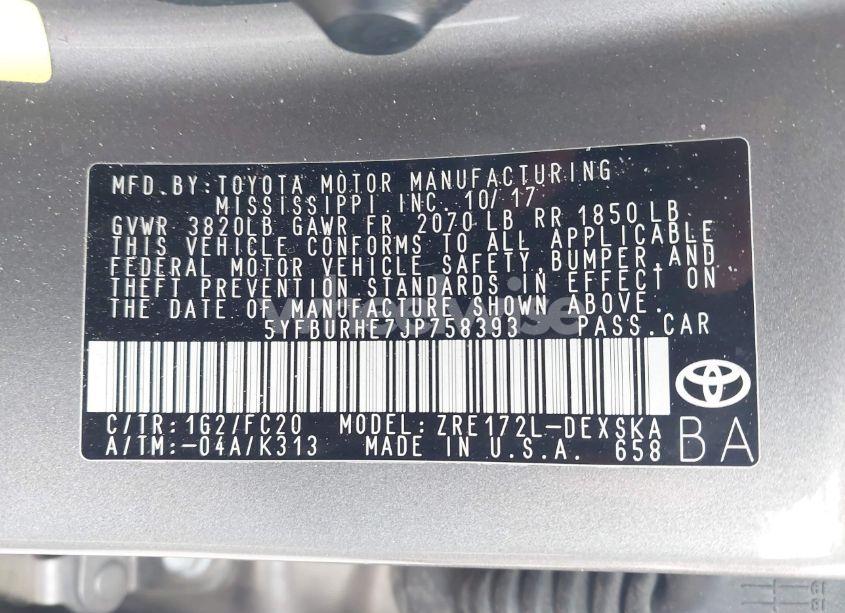 MFD.BY:TOYOTA MOTOR MANUFACTURING
MISSISSIPPI INC. 10/17
GVWR 3820LB GAWR FR 2070 LB RR 1850 LB
THIS VEHICLE CONFORMS TO ALL APPLICABLE
FEDERAL MOTOR VEHICLE SAFETY,BUMPER,AND
THEFT PREVENTION STANDARDS IN EFFECT ON
THE DATE OF MANUFACTURE SHOWN ABOVE.
5YFBURHE7JP758393 PASS.CAR
C/TR:1G2/FC20 MODEL:ZRE172L-DEXSKA
A/TM:-04A/K313 MADE IN U.S.A. 658 BA